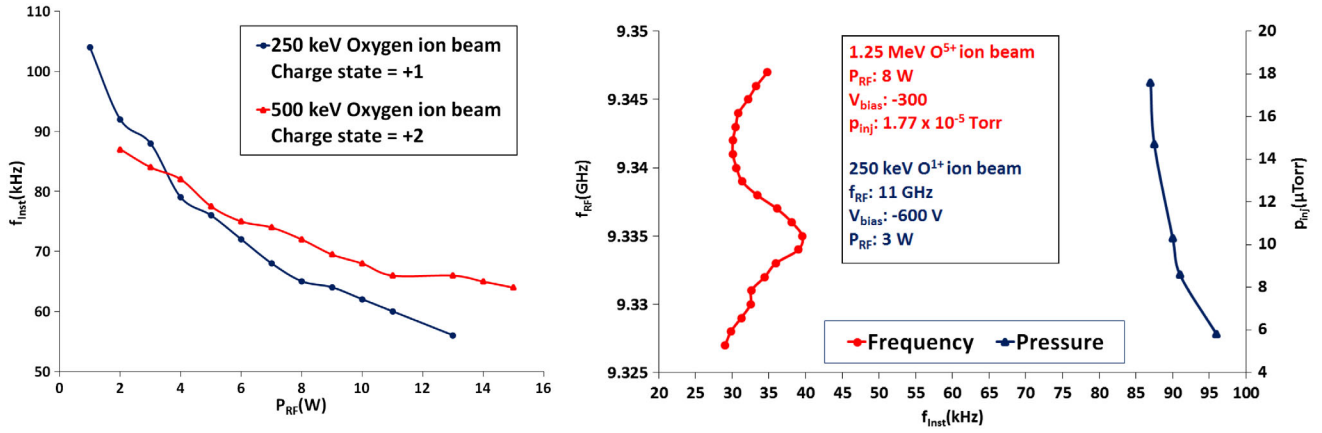 110
100
90
80
70
60
50
f_Inst(kHz)
0 2 4 6 8 10 12 14 16
P_RF(W)
250 keV Oxygen ion beam
Charge state = +1
500 keV Oxygen ion beam
Charge state = +2
9.35
9.345
9.34
9.335
9.33
9.325
f_RF(GHz)
1.25 MeV O⁵⁺ ion beam
P_RF: 8 W
V_bias: -300
p_inj: 1.77 x 10⁻⁵ Torr
250 keV O¹⁺ ion beam
f_RF: 11 GHz
V_bias: -600 V
P_RF: 3 W
Frequency Pressure
20 25 30 35 40 45 50 55 60 65 70 75 80 85 90 95 100
f_Inst(kHz)
20
18
16
14
12
10
8
6
4
p_inj(μTorr)